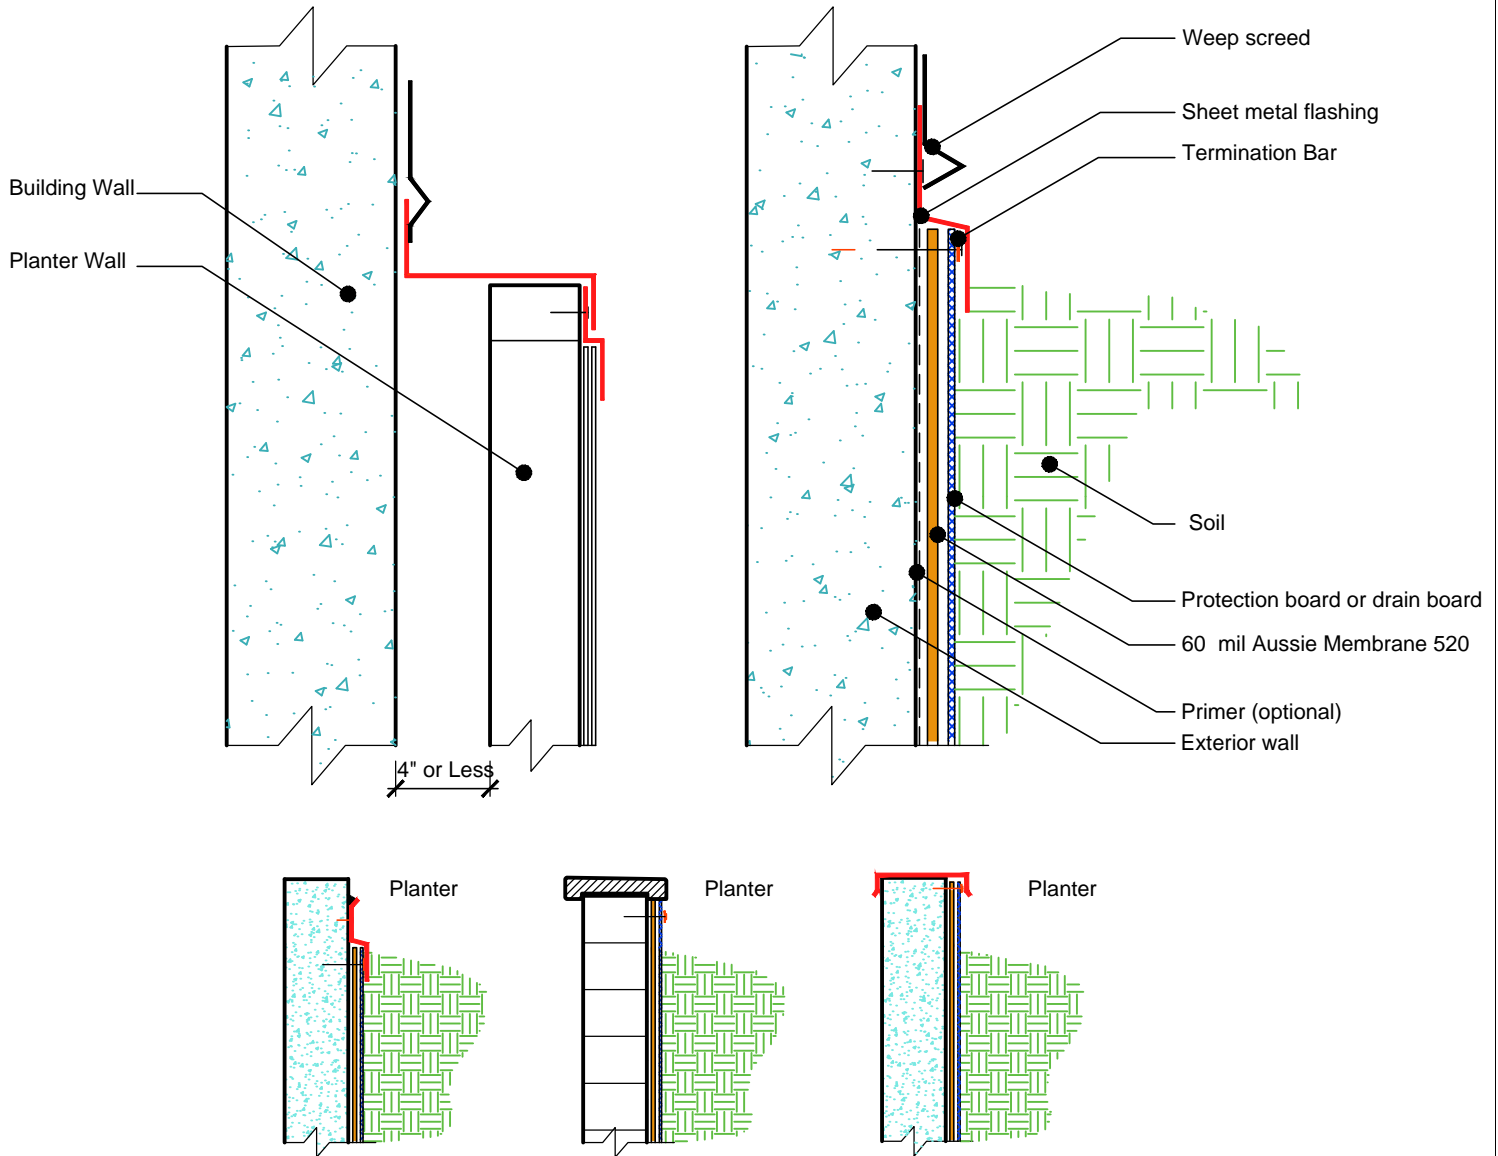 Weep screed
Sheet metal flashing
Termination Bar
Building Wall
Planter Wall
Soil
Protection board or drain board
60 mil Aussie Membrane 520
Primer (optional)
Exterior wall
4" or Less
Planter
Planter
Planter